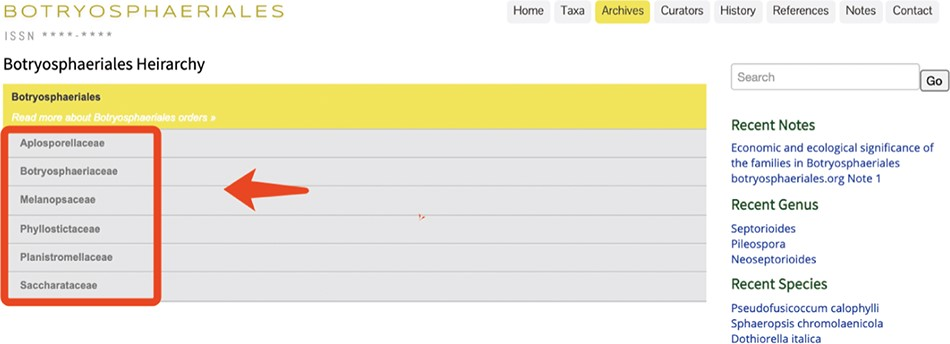 BOTRYOSPHAERIALES
ISSN ****-****
Home Taxa Archives Curators History References Notes Contact
Botryosphaeriales Heirarchy
Botryosphaeriales
Read more about Botryosphaeriales orders »
Aplosporellaceae
Botryosphaeriaceae
Melanopsaceae
Phyllostictaceae
Planistromellaceae
Saccharataceae
Search Go
Recent Notes
Economic and ecological significance of
the families in Botryosphaeriales
botryosphaeriales.org Note 1
Recent Genus
Septorioides
Pileospora
Neoseptorioides
Recent Species
Pseudofusicoccum calophylli
Sphaeropsis chromolaenicola
Dothiorella italica